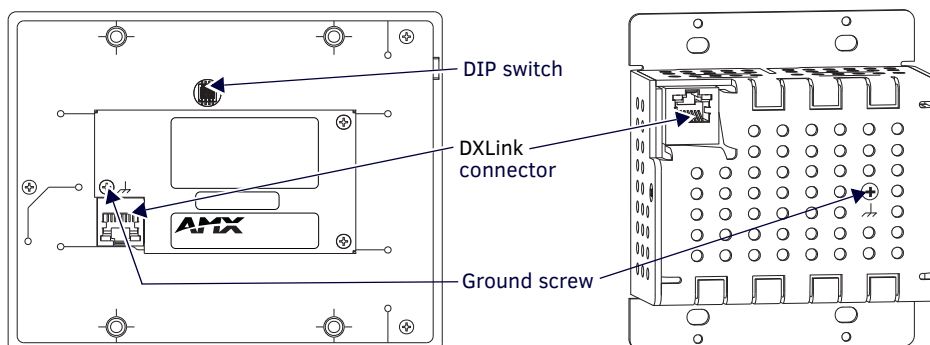 DIP switch
DXLink
connector
AMX
Ground screw